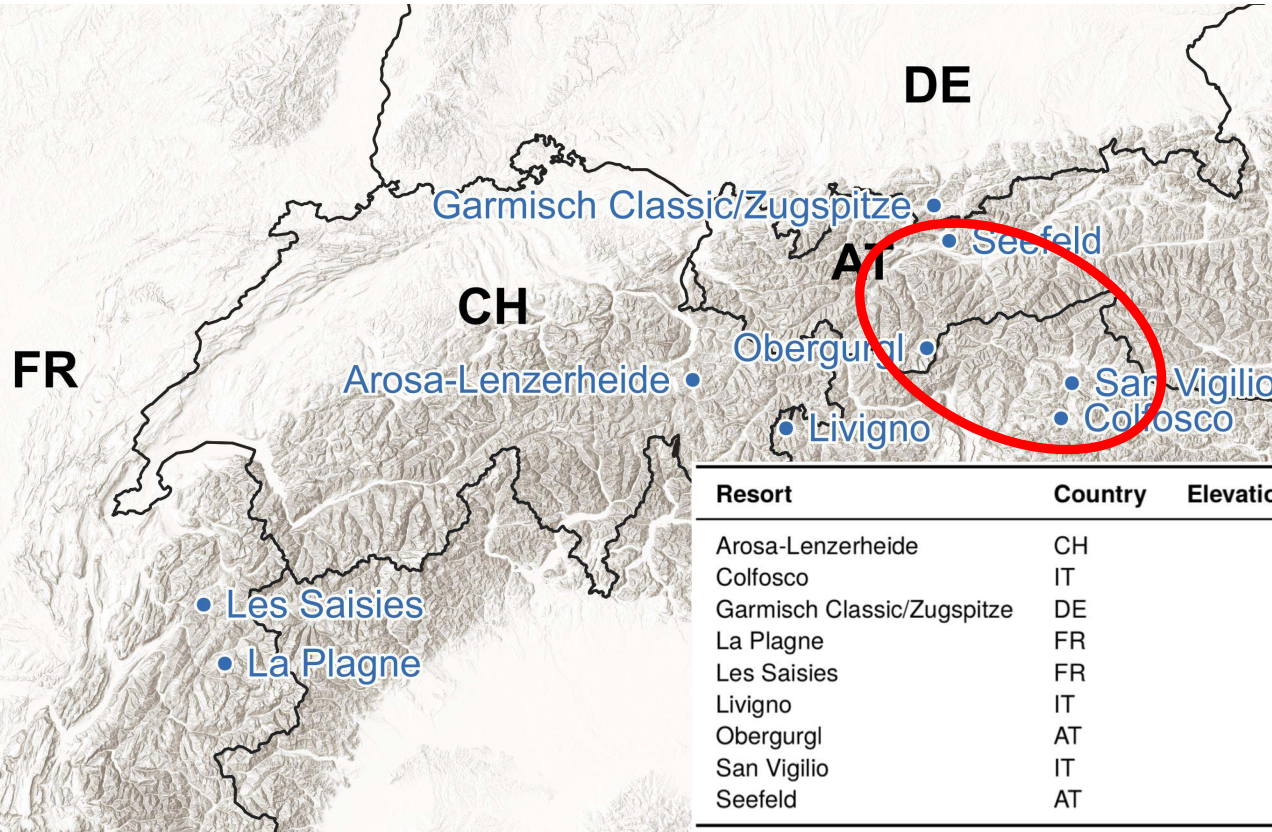 DE
Garmisch Classic/Zugspitze
Seefeld
AT
CH
Obergurgl
FR
Arosa-Lenzerheide
San Vigilio
Colfosco
Livigno
Les Saisies
La Plagne
Resort Country Elevatio
Arosa-Lenzerheide CH
Colfosco IT
Garmisch Classic/Zugspitze DE
La Plagne FR
Les Saisies FR
Livigno IT
Obergurgl AT
San Vigilio IT
Seefeld AT